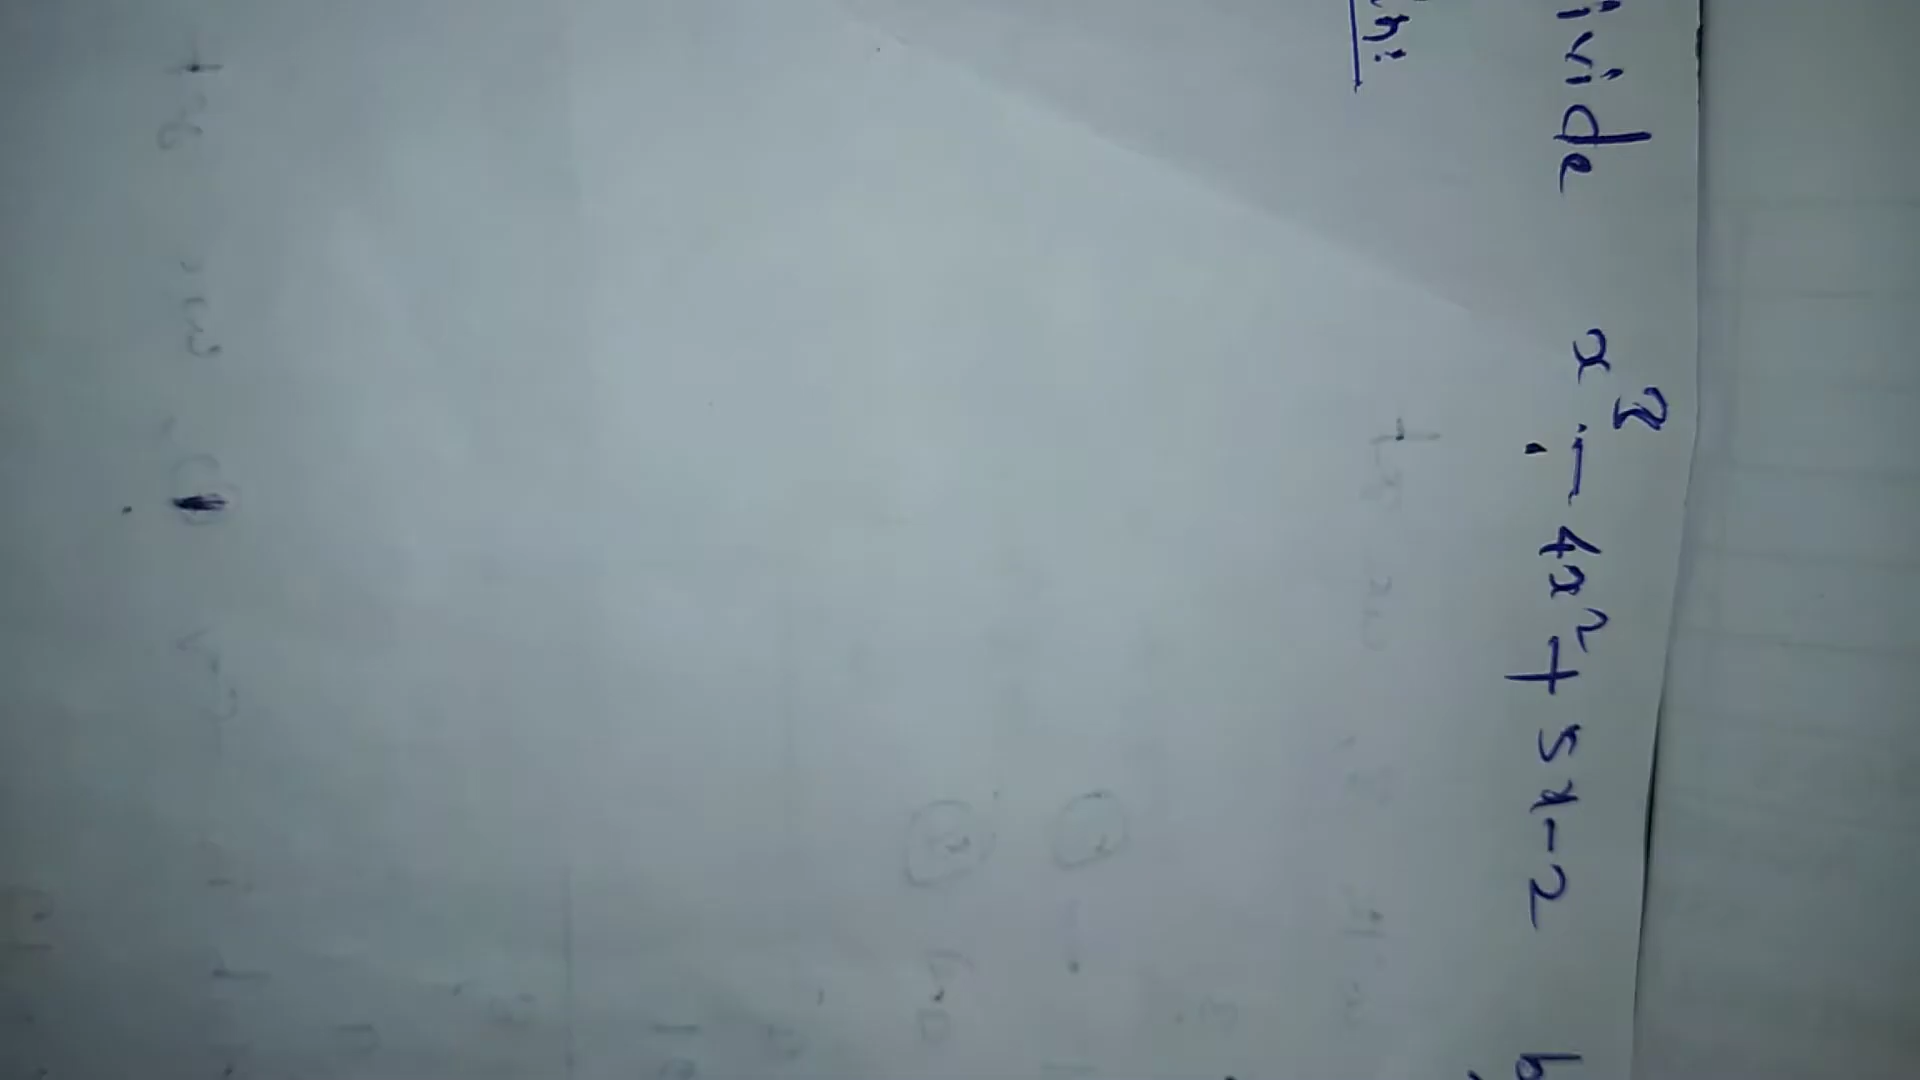 ivide x³ - 4x² + 5x - 2 b
n: